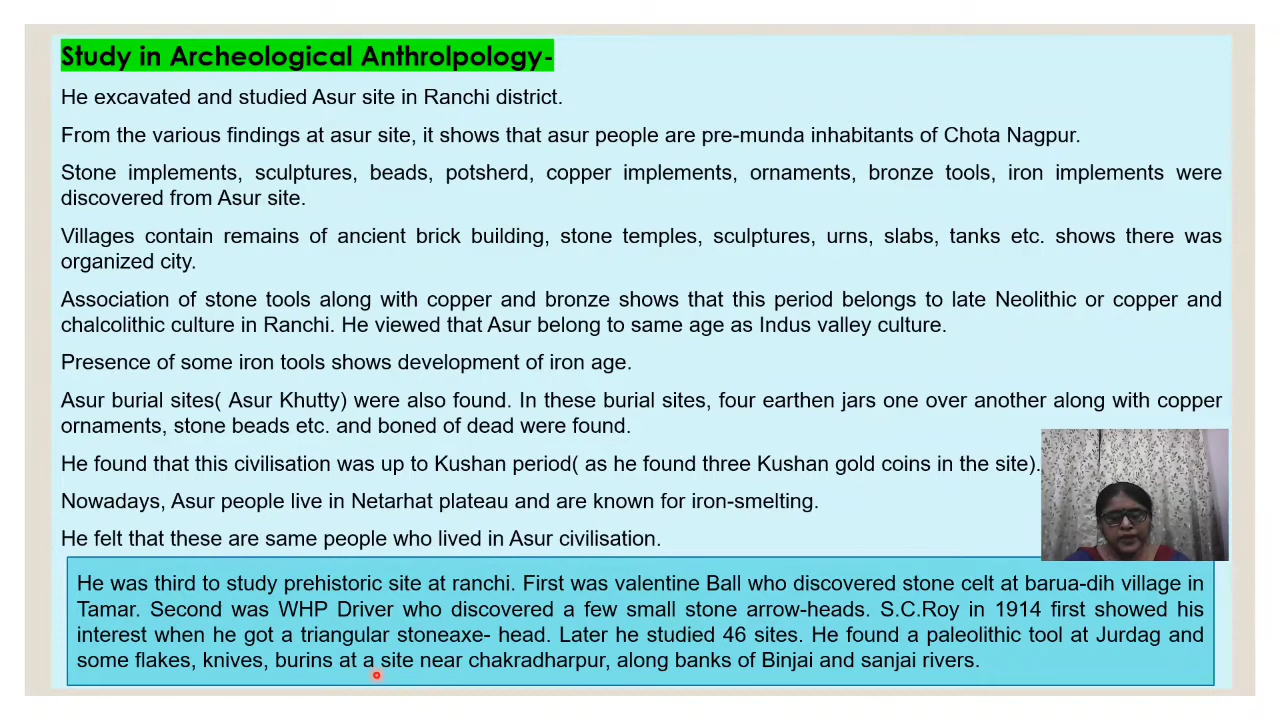 Study in Archeological Anthrolpology-
He excavated and studied Asur site in Ranchi district.
From the various findings at asur site, it shows that asur people are pre-munda inhabitants of Chota Nagpur.
Stone implements, sculptures, beads, potsherd, copper implements, ornaments, bronze tools, iron implements were
discovered from Asur site.
Villages contain remains of ancient brick building, stone temples, sculptures, urns, slabs, tanks etc. shows there was
organized city.
Association of stone tools along with copper and bronze shows that this period belongs to late Neolithic or copper and
chalcolithic culture in Ranchi. He viewed that Asur belong to same age as Indus valley culture.
Presence of some iron tools shows development of iron age.
Asur burial sites( Asur Khutty) were also found. In these burial sites, four earthen jars one over another along with copper
ornaments, stone beads etc. and boned of dead were found.
He found that this civilisation was up to Kushan period( as he found three Kushan gold coins in the site).
Nowadays, Asur people live in Netarhat plateau and are known for iron-smelting.
He felt that these are same people who lived in Asur civilisation.
He was third to study prehistoric site at ranchi. First was valentine Ball who discovered stone celt at barua-dih village in
Tamar. Second was WHP Driver who discovered a few small stone arrow-heads. S.C.Roy in 1914 first showed his
interest when he got a triangular stoneaxe- head. Later he studied 46 sites. He found a paleolithic tool at Jurdag and
some flakes, knives, burins at a site near chakradharpur, along banks of Binjai and sanjai rivers.